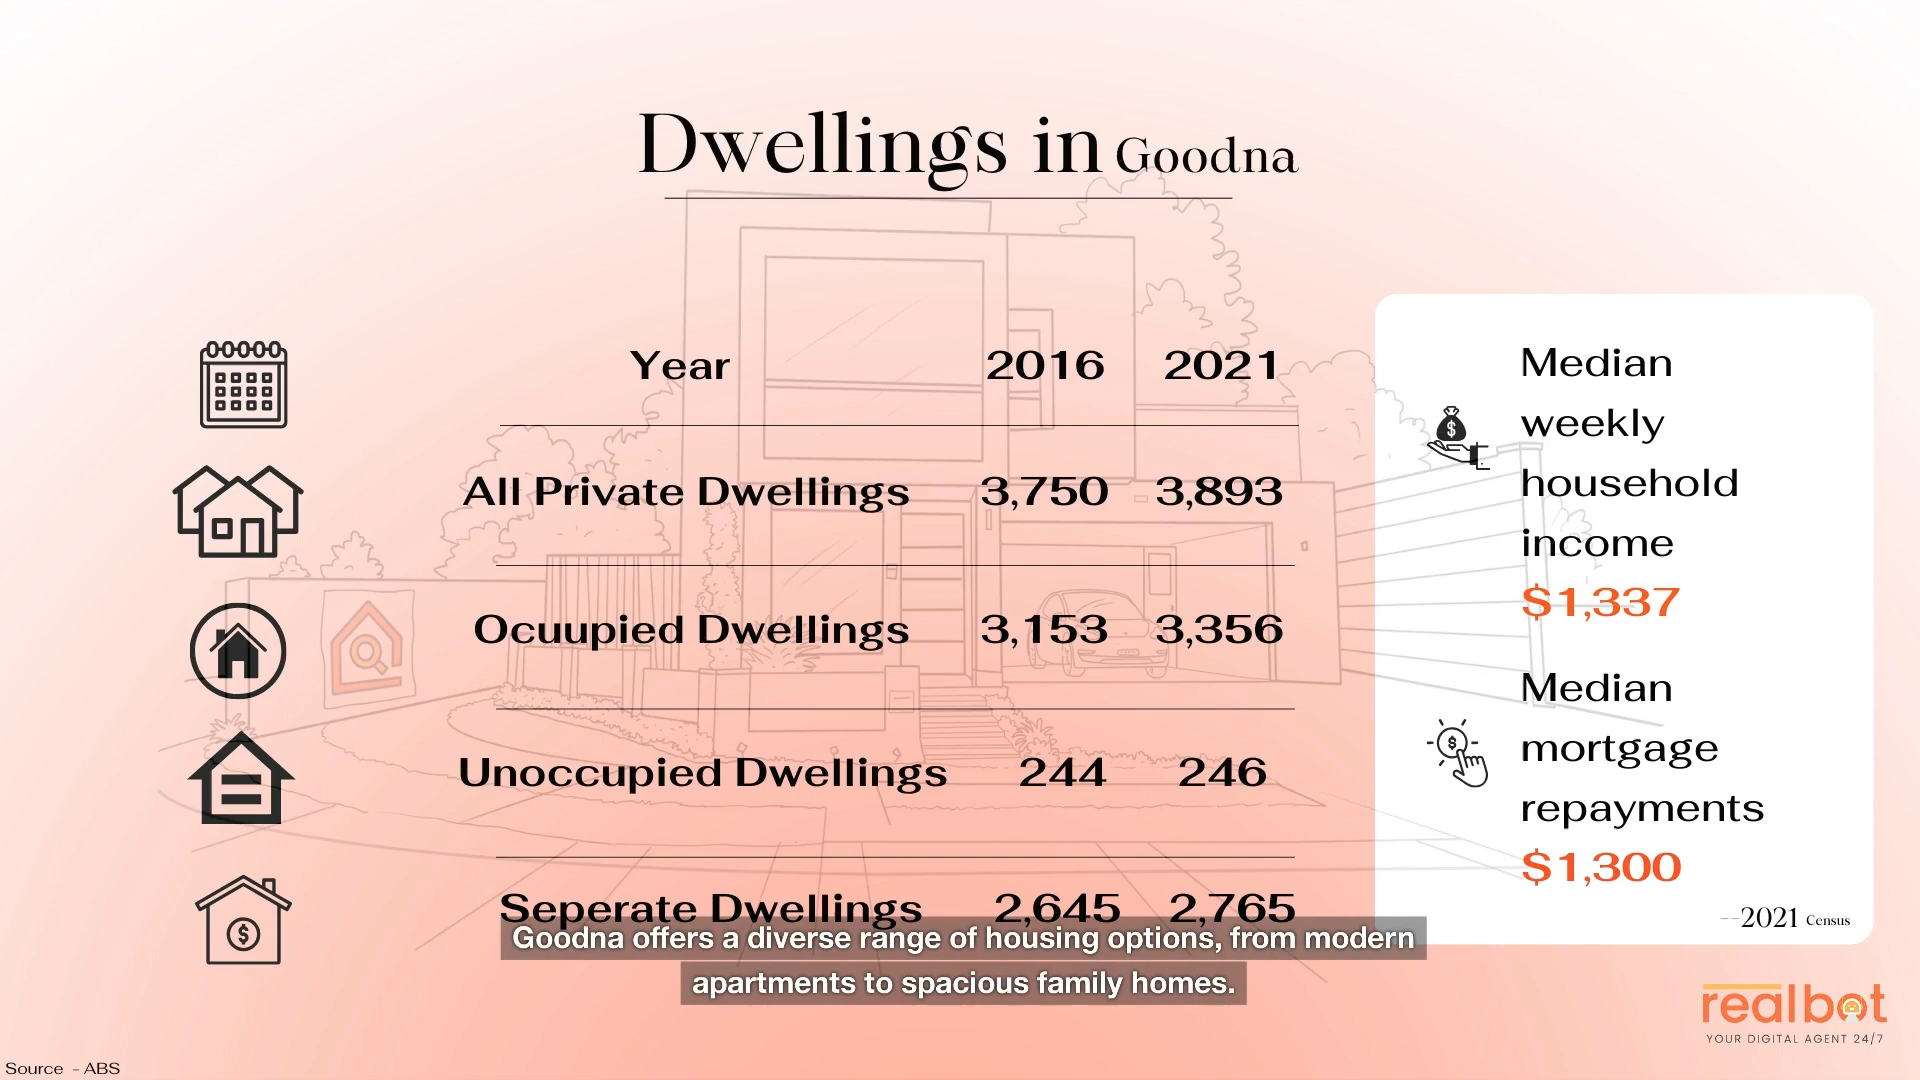 Dwellings in Goodna
Year 2016 2021
All Private Dwellings 3,750 3,893
Ocuupied Dwellings 3,153 3,356
Unoccupied Dwellings 244 246
Seperate Dwellings 2,645 2,765
Goodna offers a diverse range of housing options, from modern
apartments to spacious family homes.
Median
weekly
household
income
$1,337
Median
mortgage
repayments
$1,300
--2021 Census
realbot
YOUR DIGITAL AGENT 24/7
Source - ABS